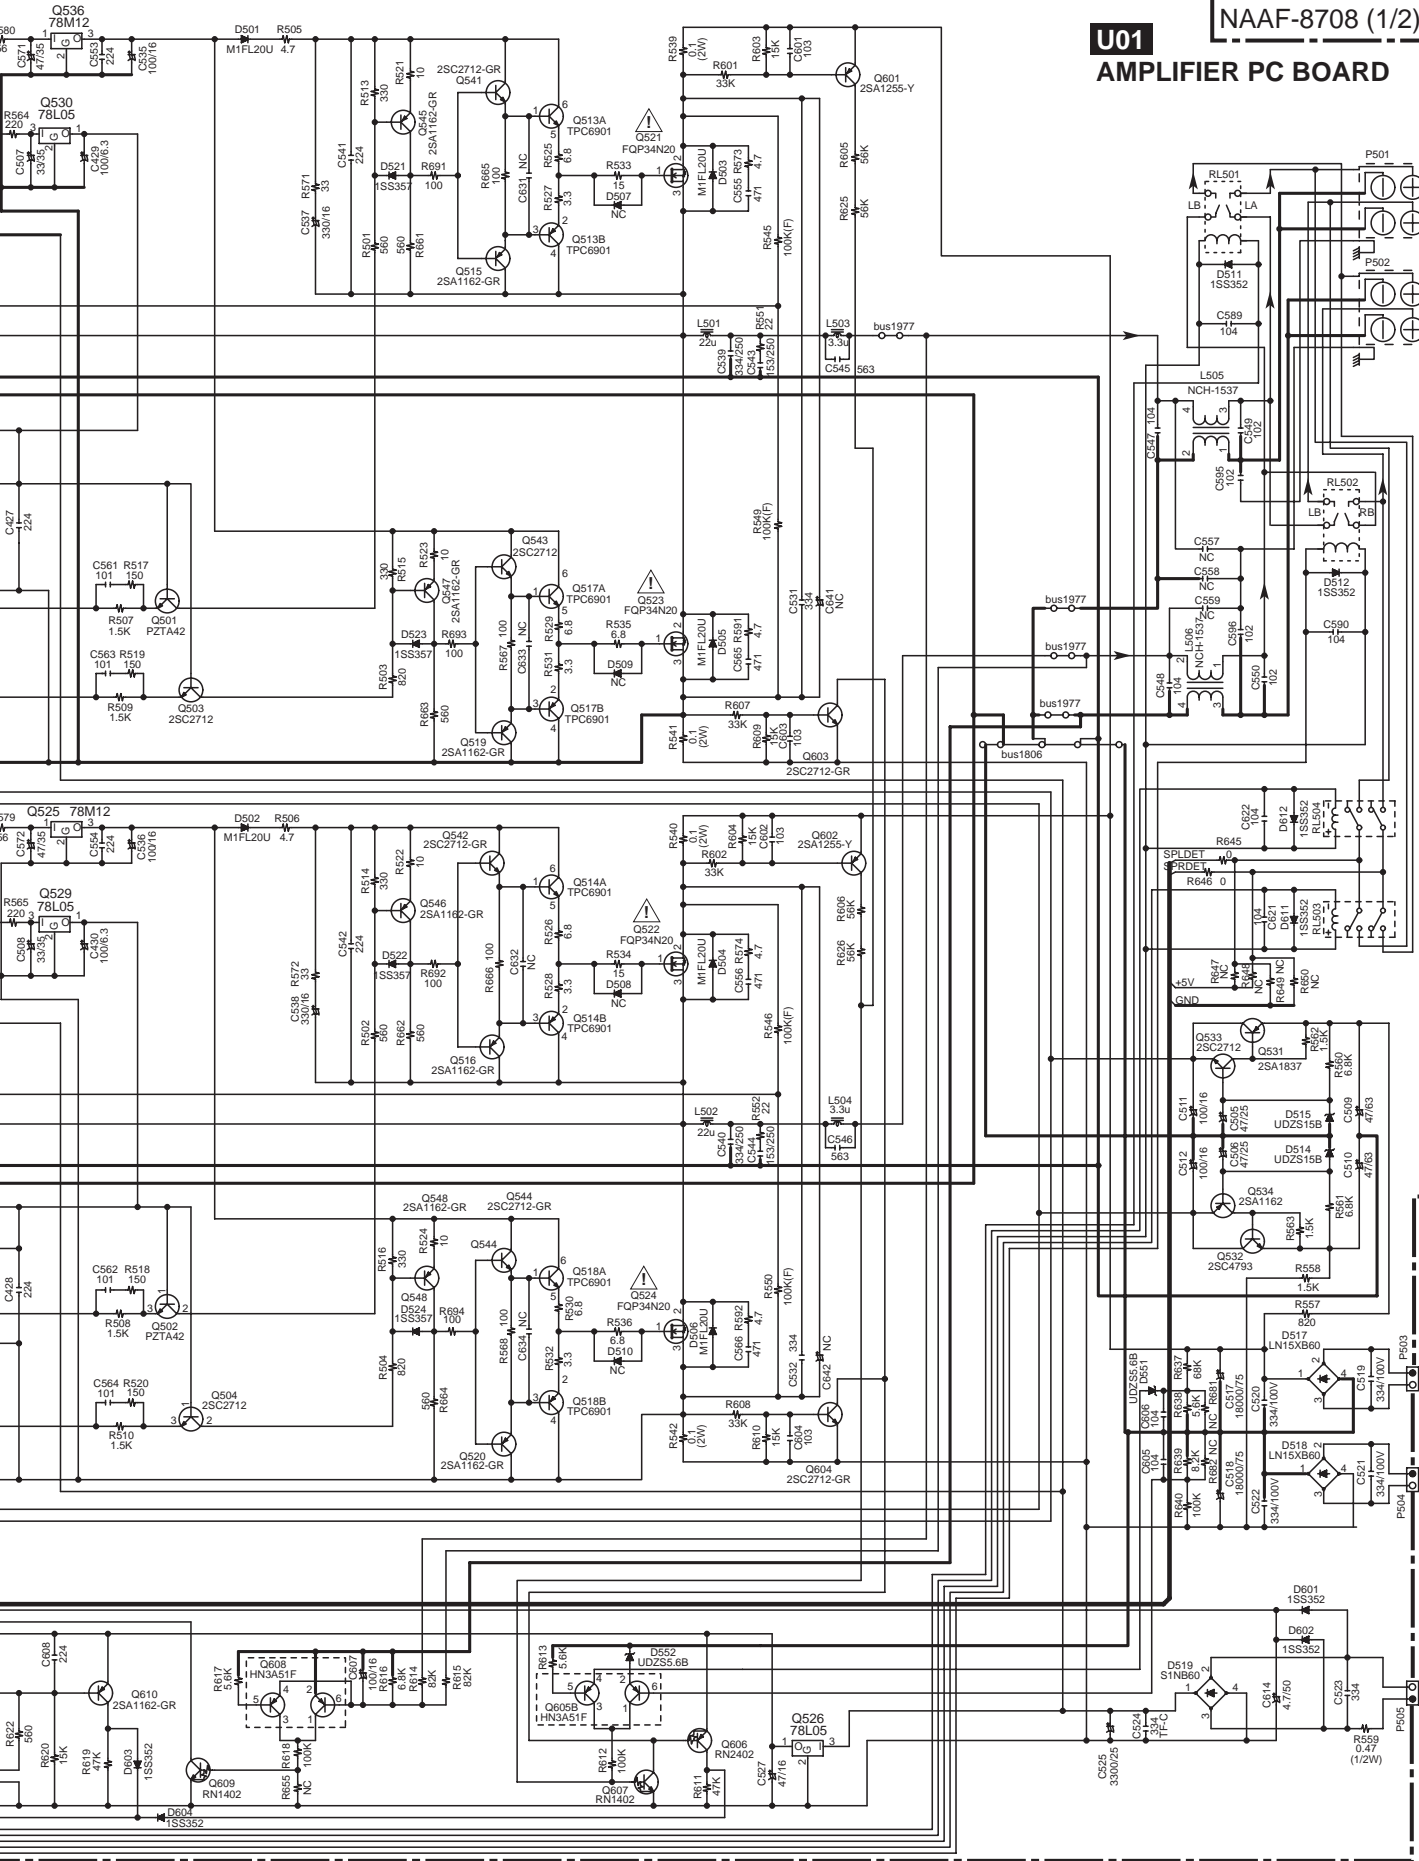 NAAF-8708 (1/2)
U01
AMPLIFIER PC BOARD
Q536
78M12
C571
47/35
C553
224
C535
100/16
D501
M1FL20U
R505
4.7
Q530
78L05
R564
220
C507
33/35
C429
100/6.3
R513
330
R521
10
Q545
2SA1162-GR
2SC2712-GR
Q541
C541
224
R571
33
C537
330/16
D521
1SS357
R691
100
R501
560
560
R661
R665
100
C631 NC
Q515
2SA1162-GR
Q513A
TPC6901
R525
6.8
R527
3.3
Q513B
TPC6901
R533
15
D507
NC
Q521
FQP34N20
R539
0.1
(2W)
R601
33K
R603
15K
C601
103
Q601
2SA1255-Y
M1FL20U
D503
R573
4.7
C555
471
R545
100K(F)
R605
56K
R625
56K
L501
22u
C539
334/250
R551
22
C543
153/250
L503
3.3u
C545
563
bus1977
P501
RL501
LB
LA
D511
1SS352
C589
104
P502
L505
NCH-1537
C547
104
C549
102
C595
102
RL502
LB
RB
D512
1SS352
C590
104
C557
NC
C558
NC
C559
NC
C596
102
L506
NCH-1537
C548
104
C550
102
bus1977
bus1977
bus1977
bus1806
C427
224
C561
101
R517
150
R507
1.5K
Q501
PZTA42
C563
101
R519
150
R509
1.5K
Q503
2SC2712
330
R515
R523
10
Q547
2SA1162-GR
Q543
2SC2712
D523
1SS357
R693
100
R503
820
R663
560
R567
100
C633
NC
Q519
2SA1162-GR
Q517A
TPC6901
R529
6.8
R531
3.3
Q517B
TPC6901
R535
6.8
D509
NC
Q523
FQP34N20
M1FL20U
D505
R591
4.7
C565
471
R549
100K(F)
C531
334
C641
NC
R541
0.1
(2W)
R607
33K
R609
15K
C603
103
Q603
2SC2712-GR
Q525 78M12
C572
47/35
C554
224
C536
100/16
D502
M1FL20U
R506
4.7
Q529
78L05
R565
220
C508
33/35
C430
100/6.3
R514
330
R522
10
Q542
2SC2712-GR
Q546
2SA1162-GR
C542
224
R572
33
C538
330/16
D522
1SS357
R692
100
R502
560
R662
560
R666
100
C632
NC
Q516
2SA1162-GR
Q514A
TPC6901
R526
6.8
R528
3.3
Q514B
TPC6901
R534
15
D508
NC
Q522
FQP34N20
R540
0.1
(2W)
R602
33K
R604
15K
C602
103
Q602
2SA1255-Y
M1FL20U
D504
R574
4.7
C556
471
R606
56K
R626
56K
R546
100K(F)
L502
22u
C540
334/250
R552
22
C544
153/250
L504
3.3u
C546
563
C622
104
D612
1SS352
RL504
R645
0
SPLDET
SPRDET
R646 0
104
C621
D611
1SS352
RL503
R647
NC
R648
NC
R649 NC
R650
NC
+5V
GND
Q533
2SC2712
Q531
2SA1837
R562
1.5K
R560
6.8K
C511
100/16
C505
47/25
D515
UDZS15B
C509
47/63
C512
100/16
C506
47/25
D514
UDZS15B
C510
47/63
Q534
2SA1162
R563
1.5K
R561
6.8K
Q532
2SC4793
R558
1.5K
R557
820
C428
224
C562
101
R518
150
R508
1.5K
Q502
PZTA42
C564
101
R520
150
R510
1.5K
Q504
2SC2712
Q548
2SA1162-GR
Q544
2SC2712-GR
R516
330
R524
10
Q544
Q548
D524
1SS357
R694
100
R504
820
560
R664
R568
100
C634
NC
Q520
2SA1162-GR
Q518A
TPC6901
R530
6.8
R532
3.3
Q518B
TPC6901
R536
6.8
D510
NC
Q524
FQP34N20
D506
M1FL20U
R592
4.7
C566
471
R550
100K(F)
334
C532
NC
C642
R542
0.1
(2W)
R608
33K
R610
15K
C604
103
Q604
2SC2712-GR
UDZS5.6B
D551
R637
68K
R638
5.6K
R681
NC
C517
18000/75
C520
334/100V
D517
LN15XB60
C519
334/100V
P503
C606
104
C605
104
R639
8.2K
R682 NC
C518
18000/75
R640
100K
C522
334/100V
D518
LN15XB60
C521
334/100V
P504
C608
224
R622
560
R620
15K
Q610
2SA1162-GR
R619
47K
D603
1SS352
D604
1SS352
Q609
RN1402
R617
5.6K
Q608
HN3A51F
C607
100/16
R616
6.8K
R614
82K
R615
82K
R618
100K
R655
NC
R613
5.6K
D552
UDZS5.6B
Q605B
HN3A51F
R612
100K
Q607
RN1402
Q606
RN2402
R611
47K
Q526
78L05
C527
47/16
C525
3300/25
C524
334
TF-C
D519
S1NB60
D601
1SS352
D602
1SS352
C614
4.7/50
C523
334
R559
0.47
(1/2W)
P505